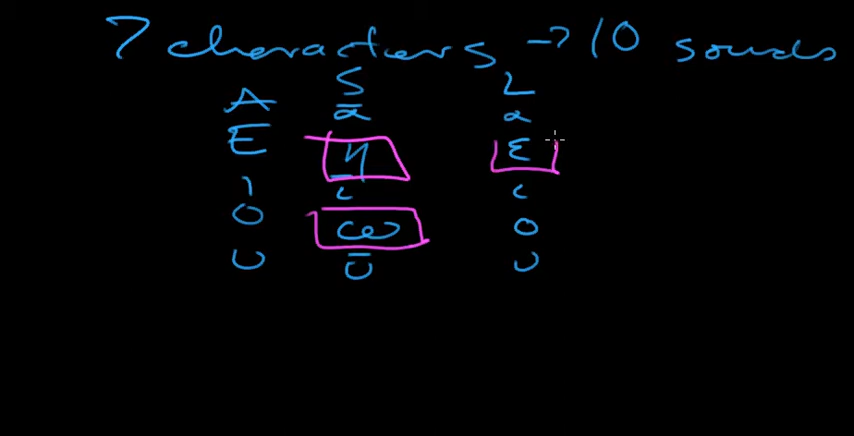 7 characters → 10 sounds
S L
A ᾱ α
E η ε
ι ῑ ι
O ω ο
U ῡ υ